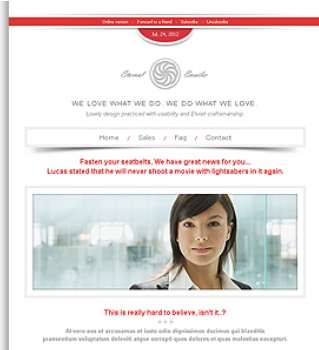 Online version Forward to a friend Subscribe Unsubscribe
Jul. 24, 2012
Eternal Emailer
WE LOVE WHAT WE DO. WE DO WHAT WE LOVE.
Lovely design,practiced with usability and Elvish craftsmanship.
Home / Sales / Faq / Contact
Fasten your seatbelts. We have great news for you...
Lucas stated that he will never shoot a movie with lightsabers in it again.
This is really hard to believe, isn't it..?
At vero eos et accusamus et iusto odio dignissimos ducimus qui blanditiis
praesentium voluptatum deleniti atque corrupti quos dolores et quas molestias excepturi.